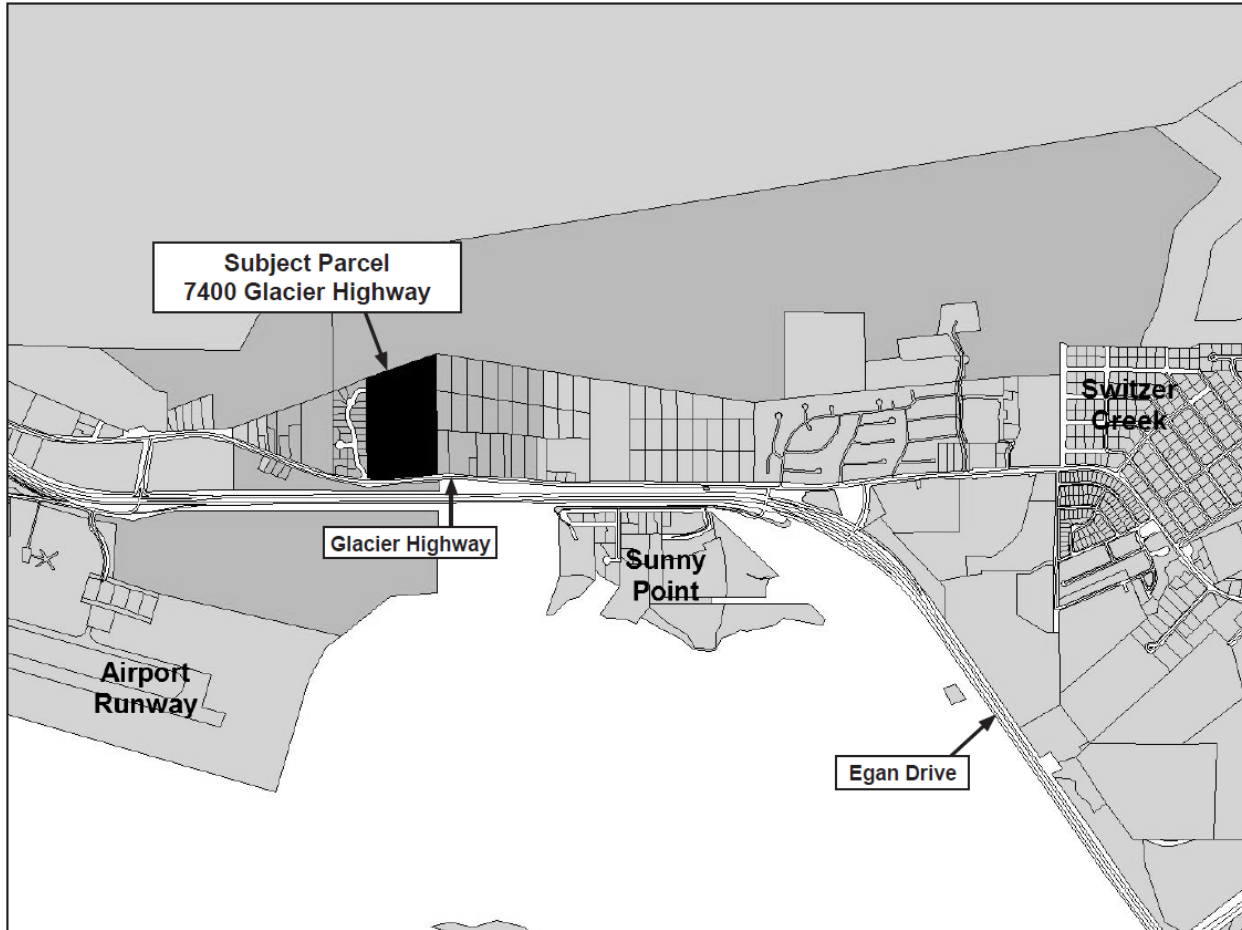 Subject Parcel
7400 Glacier Highway
Switzer
Creek
Glacier Highway
Sunny
Point
Airport
Runway
Egan Drive